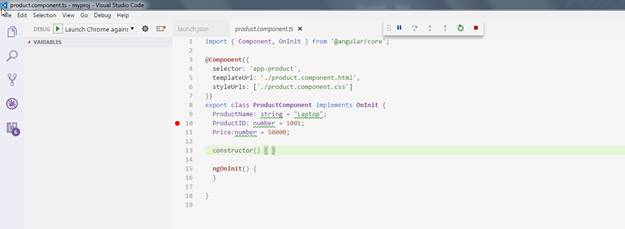 product.component.ts - myproj - Visual Studio Code
File Edit Selection View Go Debug Help
DEBUG Launch Chrome agains launch.json product.component.ts
VARIABLES
1 import { Component, OnInit } from '@angular/core';
2
3 @Component({
4 selector: 'app-product',
5 templateUrl: './product.component.html',
6 styleUrls: ['./product.component.css']
7 })
8 export class ProductComponent implements OnInit {
9 ProductName: string = "Laptop";
10 ProductID: number = 1001;
11 Price:number = 50000;
12
13 constructor() { }
14
15 ngOnInit() {
16 }
17
18 }
19
6